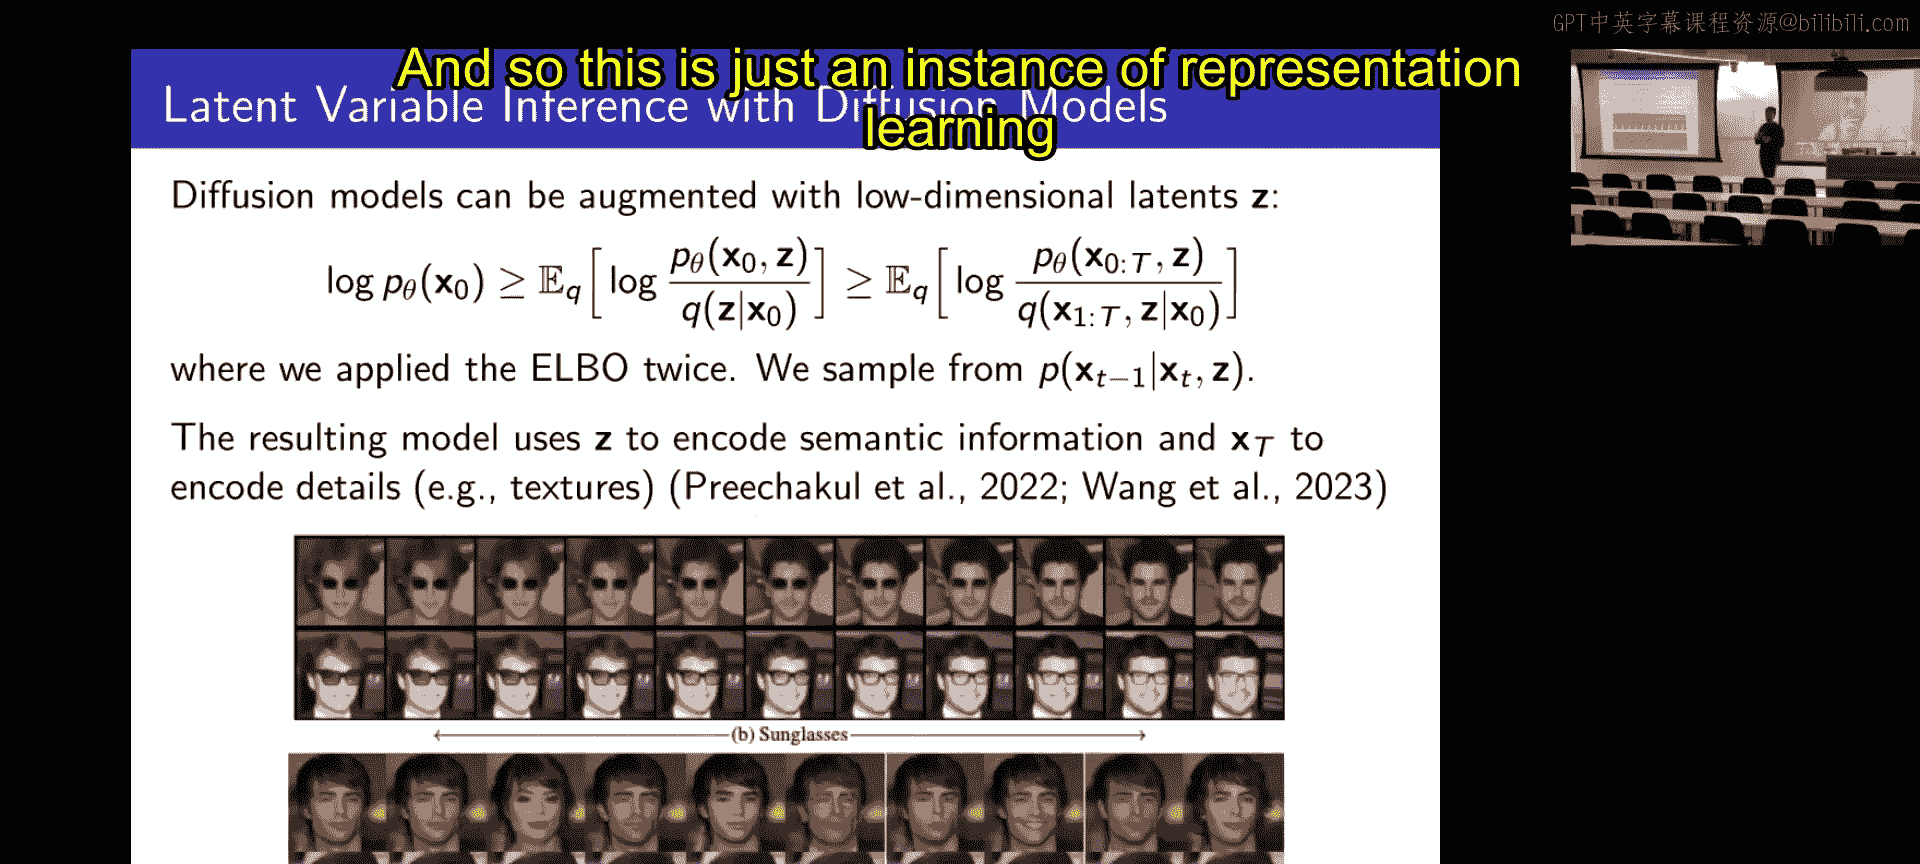 GPT中英字幕课程资源@bilibili.com
And so this is just an instance of representation
learning
Latent Variable Inference with Diffusion Models
Diffusion models can be augmented with low-dimensional latents z:
log pθ(x0) ≥ 𝔼q[log pθ(x0, z) / q(z|x0)] ≥ 𝔼q[log pθ(x0:T, z) / q(x1:T, z|x0)]
where we applied the ELBO twice. We sample from p(xt−1|xt, z).
The resulting model uses z to encode semantic information and xT to
encode details (e.g., textures) (Preechakul et al., 2022; Wang et al., 2023)
(b) Sunglasses